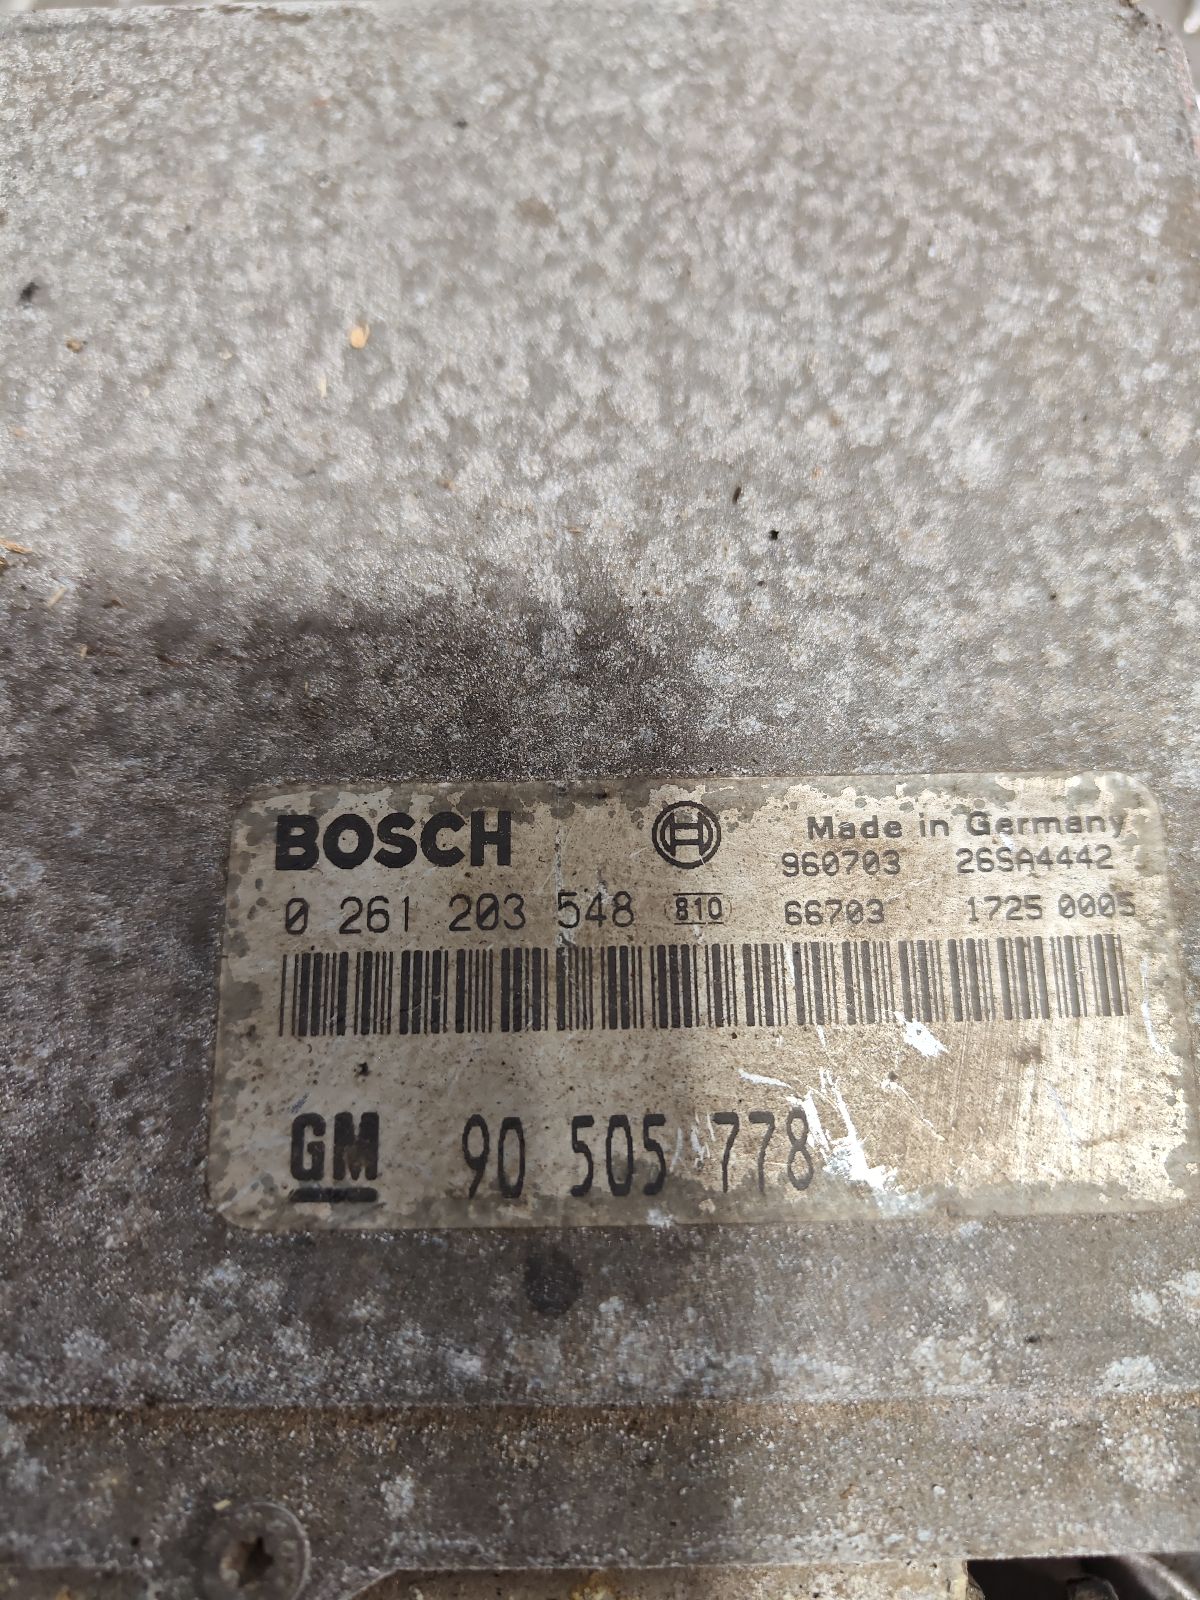 BOSCH
Made in Germany
960703 26SA4442
0 261 203 548 810 66703 1725 0005
GM 90 505 778